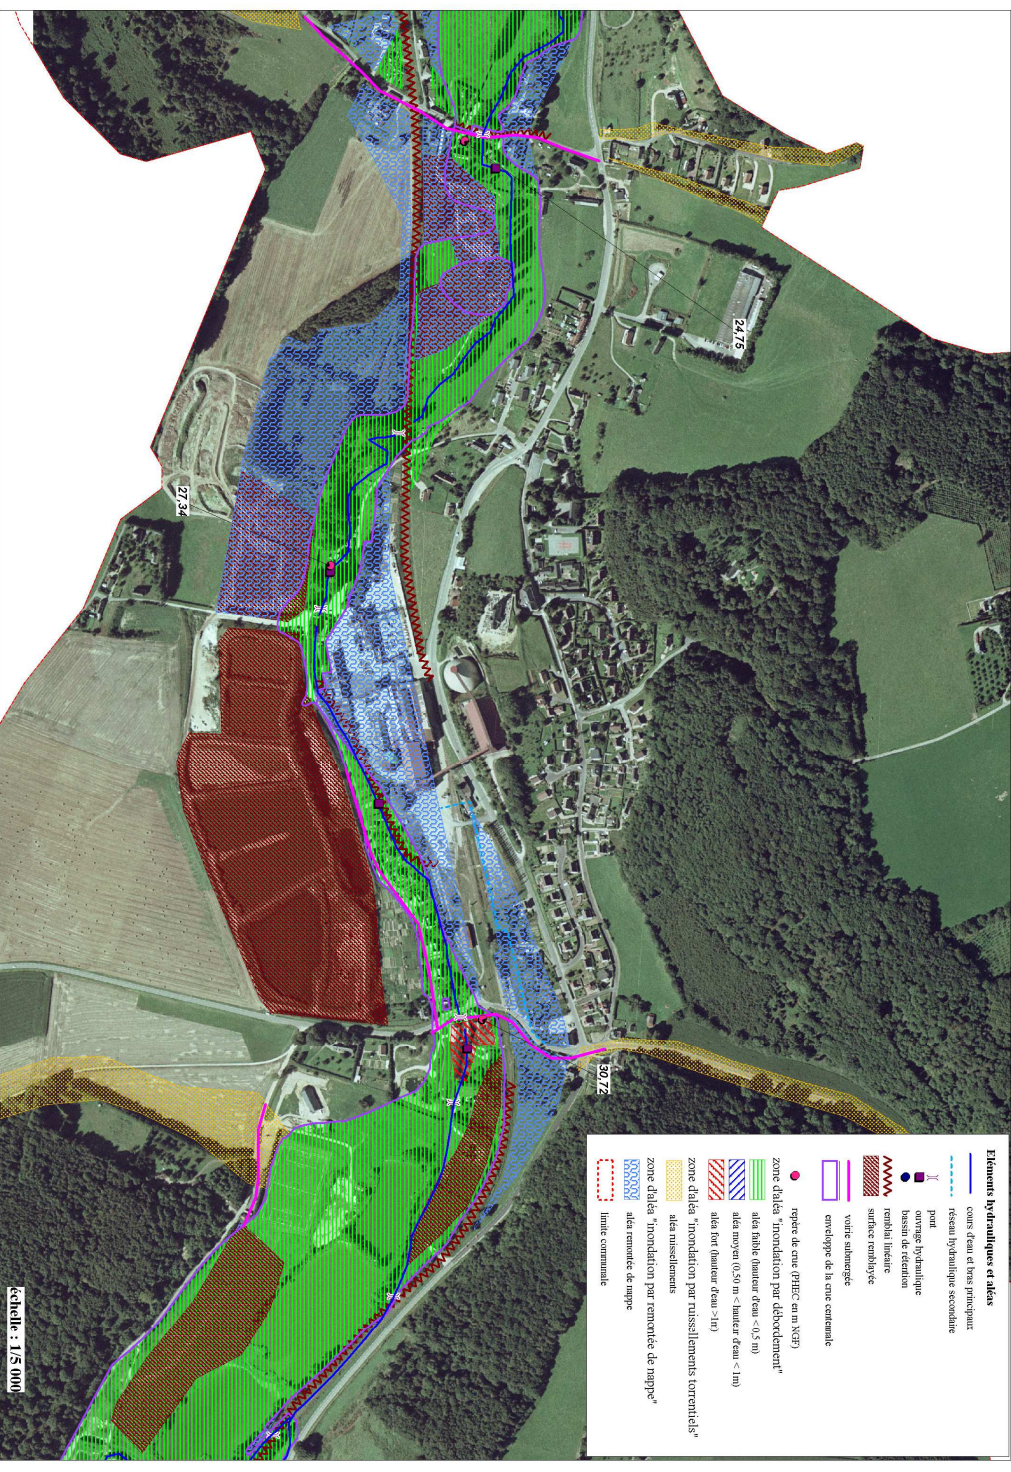 Eléments hydrauliques et aléas
cours d'eau et bras principaux
réseau hydraulique secondaire
pont
ouvrage hydraulique
bassin de rétention
remblai linéaire
surface remblayée
voirie submergée
enveloppe de la crue centennale
repère de crue (PHEC en m NGF)
zone d'aléa "inondation par débordement"
aléa faible (hauteur d'eau < 0,5 m)
aléa moyen (0,50 m < hauteur d'eau < 1m)
aléa fort (hauteur d'eau >1m)
zone d'aléa "inondation par ruissellements torrentiels"
aléa ruissellements
zone d'aléa "inondation par remontée de nappe"
aléa remontée de nappe
limite communale
24,75
27,34
30,72
échelle : 1/5 000